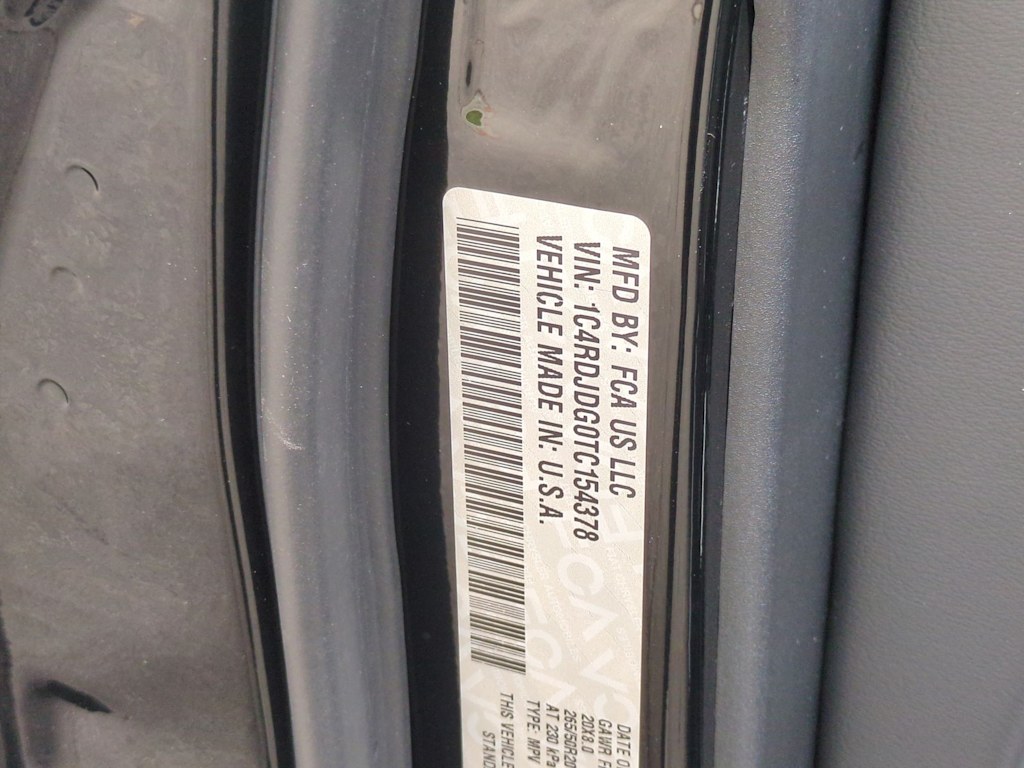 MFD BY: FCA US LLC
VIN: 1C4RDJDG0TC154378
VEHICLE MADE IN: U.S.A.
DATE O
GAWR F
20X8.0
265/50R20
AT 230 KPA
TYPE: MPV
THIS VEHICLE
STAND